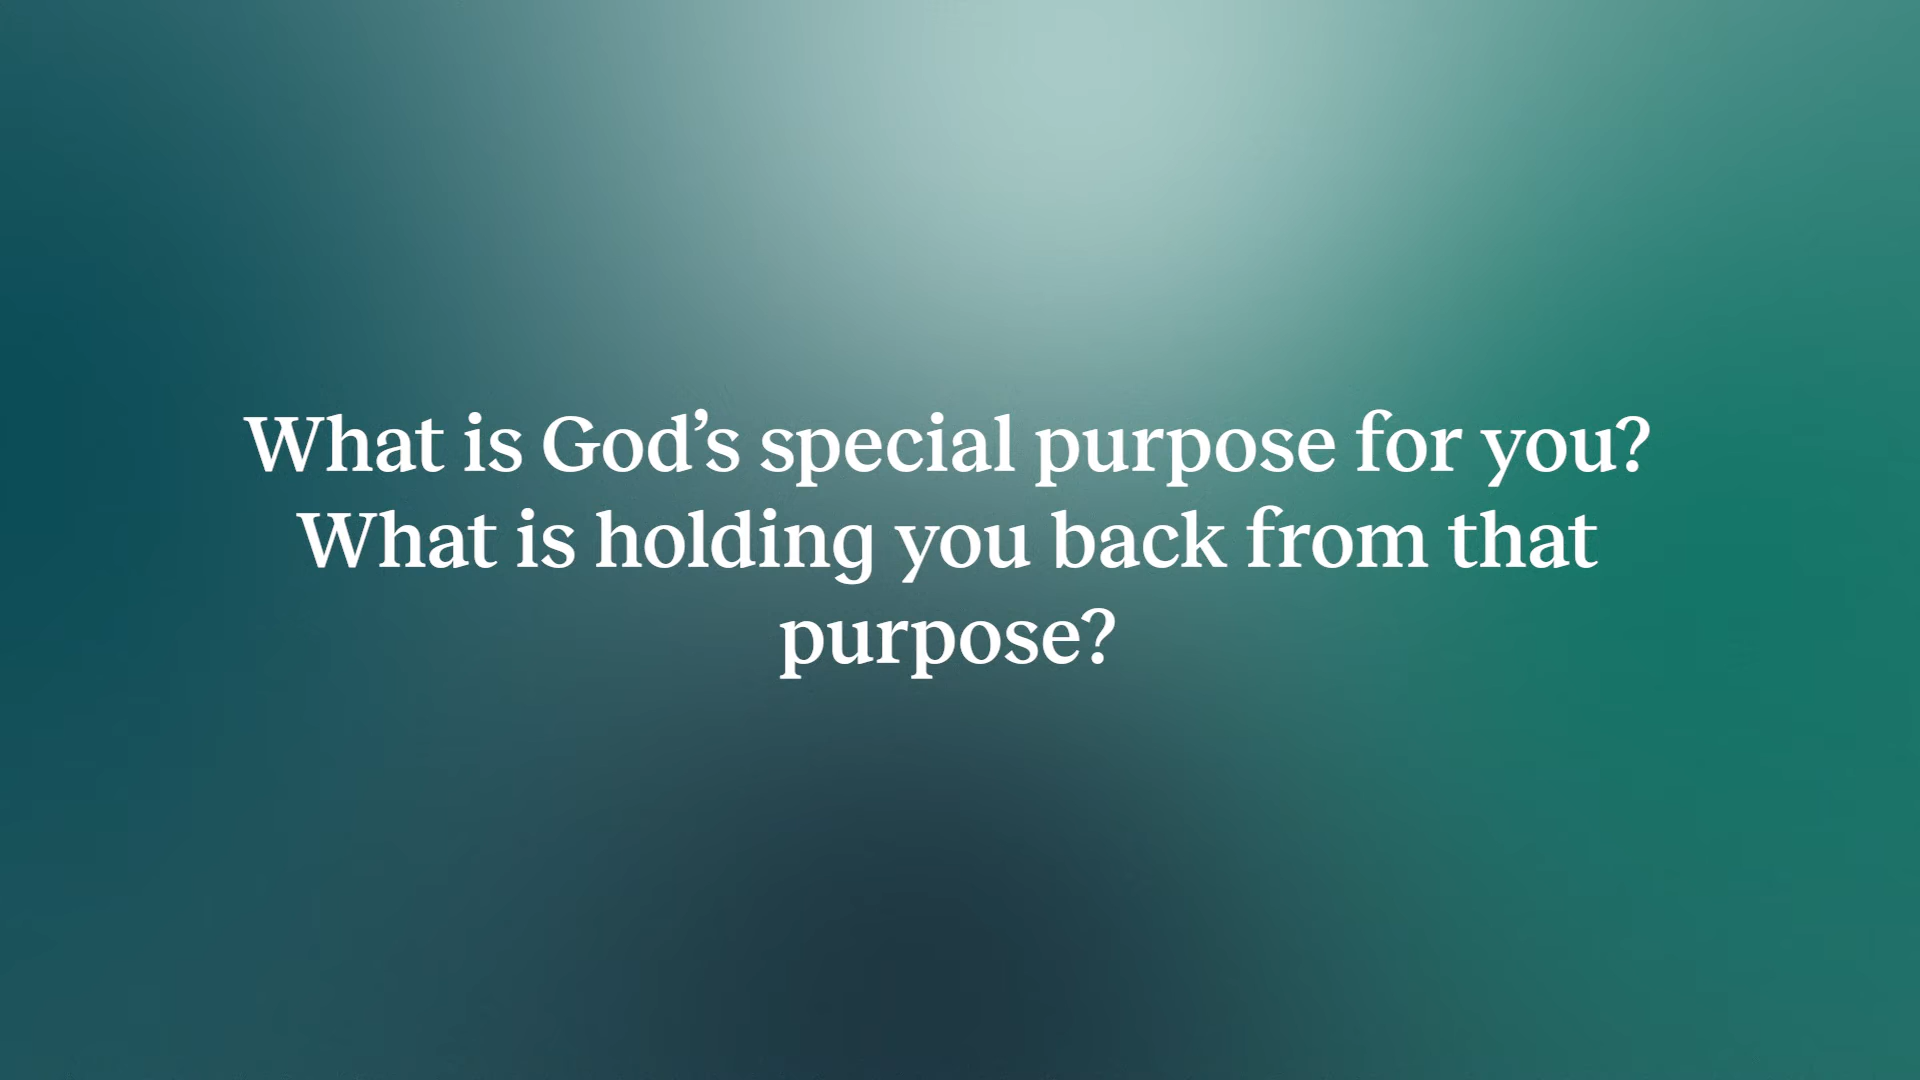 What is God’s special purpose for you?
What is holding you back from that
purpose?